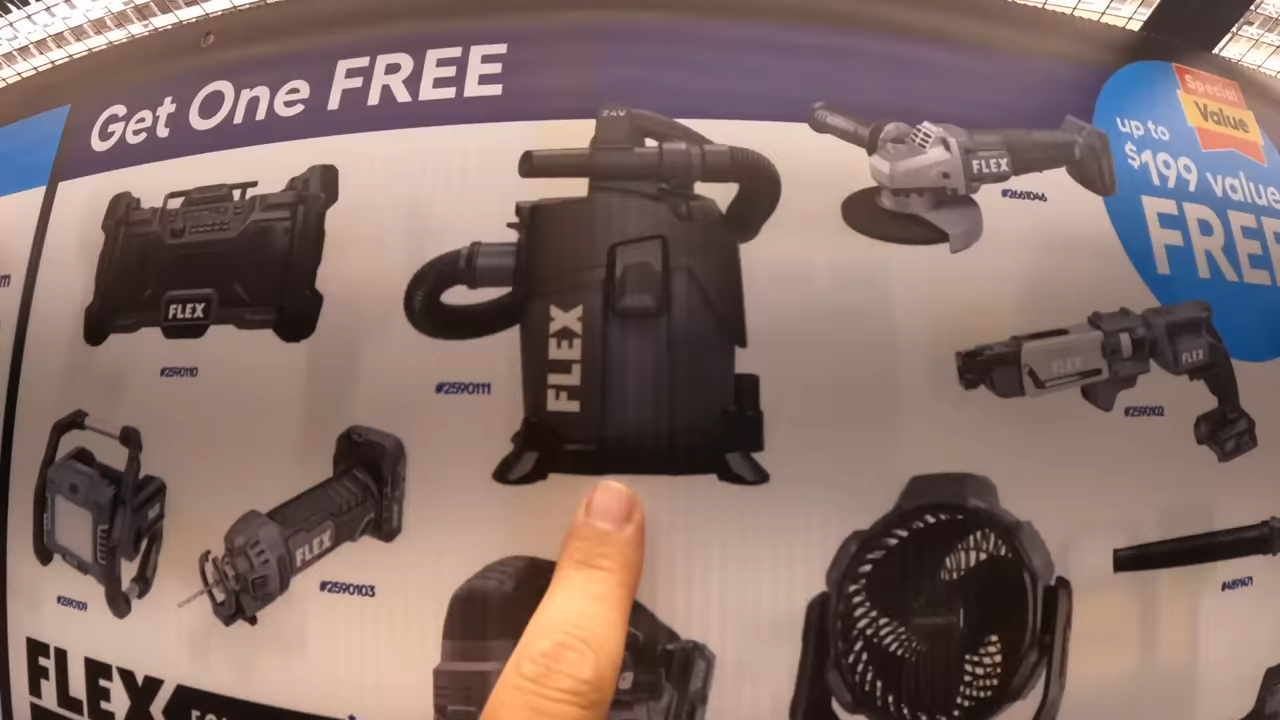 Get One FREE
Special
Value
up to
$199 value
FREE
24V
FLEX
#2661046
FLEX
#2590110
FLEX
#2590111
FLEX
FLEX
#2590102
FLEX
#2590103
#2590109
#4891471
FLEX